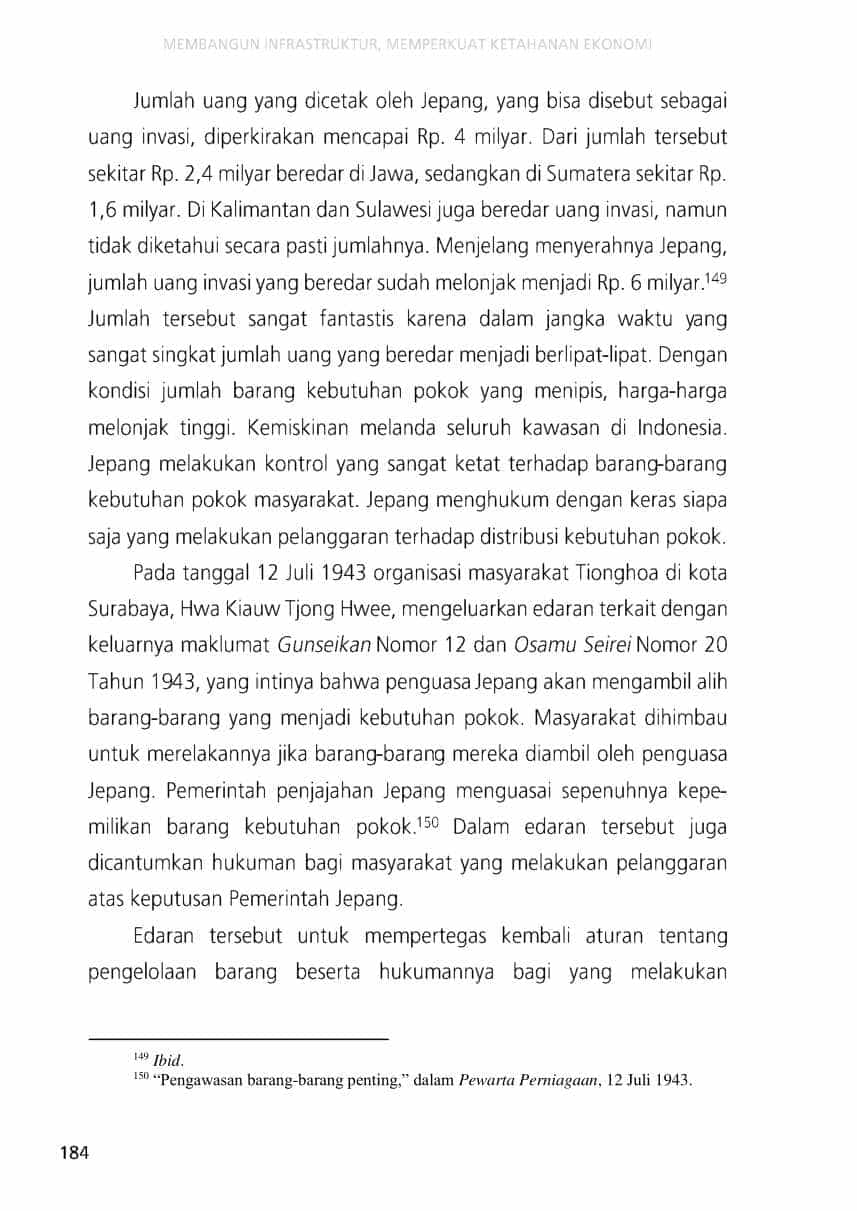 MEMBANGUN INFRASTRUKTUR, MEMPERKUAT KETAHANAN EKONOMI
Jumlah uang yang dicetak oleh Jepang, yang bisa disebut sebagai
uang invasi, diperkirakan mencapai Rp. 4 milyar. Dari jumlah tersebut
sekitar Rp. 2,4 milyar beredar di Jawa, sedangkan di Sumatera sekitar Rp.
1,6 milyar. Di Kalimantan dan Sulawesi juga beredar uang invasi, namun
tidak diketahui secara pasti jumlahnya. Menjelang menyerahnya Jepang,
jumlah uang invasi yang beredar sudah melonjak menjadi Rp. 6 milyar.149
Jumlah tersebut sangat fantastis karena dalam jangka waktu yang
sangat singkat jumlah uang yang beredar menjadi berlipat-lipat. Dengan
kondisi jumlah barang kebutuhan pokok yang menipis, harga-harga
melonjak tinggi. Kemiskinan melanda seluruh kawasan di Indonesia.
Jepang melakukan kontrol yang sangat ketat terhadap barang-barang
kebutuhan pokok masyarakat. Jepang menghukum dengan keras siapa
saja yang melakukan pelanggaran terhadap distribusi kebutuhan pokok.
Pada tanggal 12 Juli 1943 organisasi masyarakat Tionghoa di kota
Surabaya, Hwa Kiauw Tjong Hwee, mengeluarkan edaran terkait dengan
keluarnya maklumat Gunseikan Nomor 12 dan Osamu Seirei Nomor 20
Tahun 1943, yang intinya bahwa penguasa Jepang akan mengambil alih
barang-barang yang menjadi kebutuhan pokok. Masyarakat dihimbau
untuk merelakannya jika barang-barang mereka diambil oleh penguasa
Jepang. Pemerintah penjajahan Jepang menguasai sepenuhnya kepe-
milikan barang kebutuhan pokok.150 Dalam edaran tersebut juga
dicantumkan hukuman bagi masyarakat yang melakukan pelanggaran
atas keputusan Pemerintah Jepang.
Edaran tersebut untuk mempertegas kembali aturan tentang
pengelolaan barang beserta hukumannya bagi yang melakukan
149 Ibid.
150 “Pengawasan barang-barang penting,” dalam Pewarta Perniagaan, 12 Juli 1943.
184